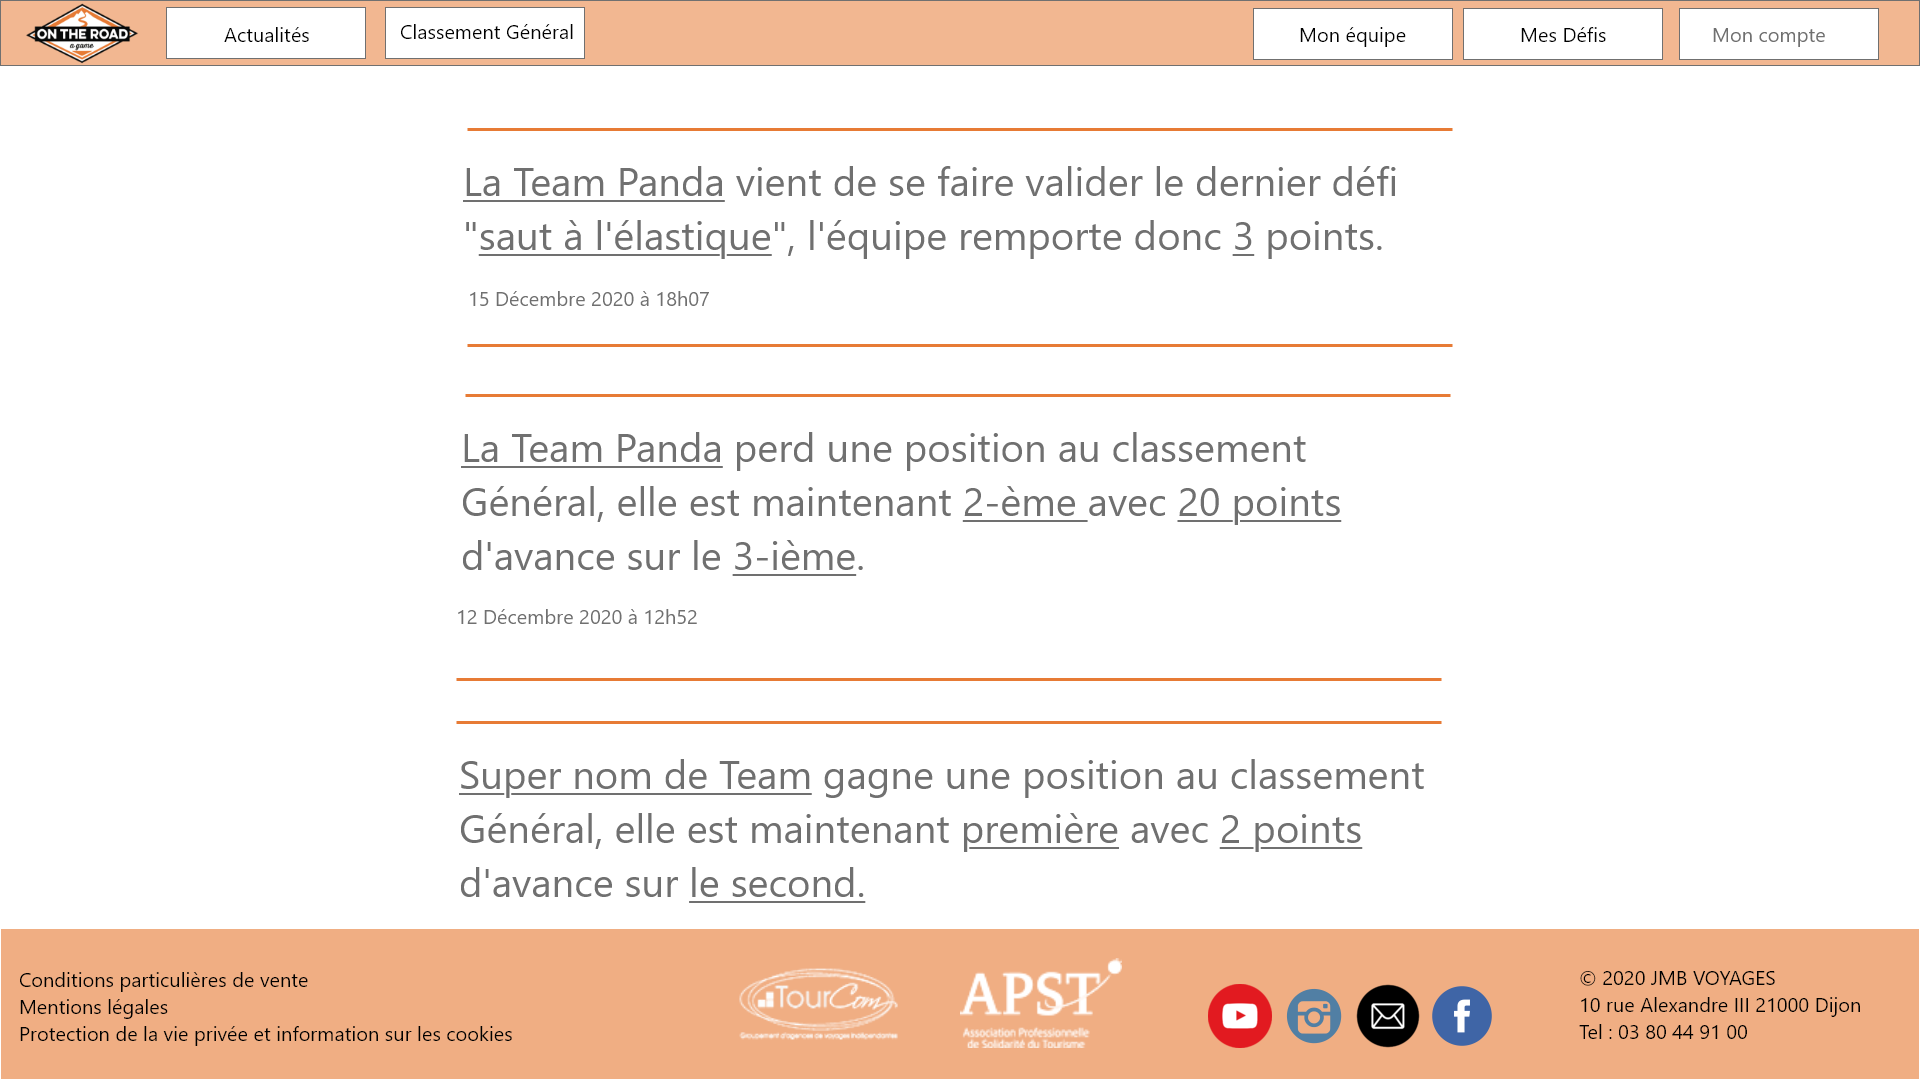 ON THE ROAD
a game
Actualités
Classement Général
Mon équipe
Mes Défis
Mon compte
La Team Panda vient de se faire valider le dernier défi
"saut à l'élastique", l'équipe remporte donc 3 points.
15 Décembre 2020 à 18h07
La Team Panda perd une position au classement
Général, elle est maintenant 2-ème avec 20 points
d'avance sur le 3-ième.
12 Décembre 2020 à 12h52
Super nom de Team gagne une position au classement
Général, elle est maintenant première avec 2 points
d'avance sur le second.
Conditions particulières de vente
Mentions légales
Protection de la vie privée et information sur les cookies
TourCom
Groupement d'agences de voyages indépendantes
APST
Association Professionnelle
de Solidarité du Tourisme
© 2020 JMB VOYAGES
10 rue Alexandre III 21000 Dijon
Tel : 03 80 44 91 00